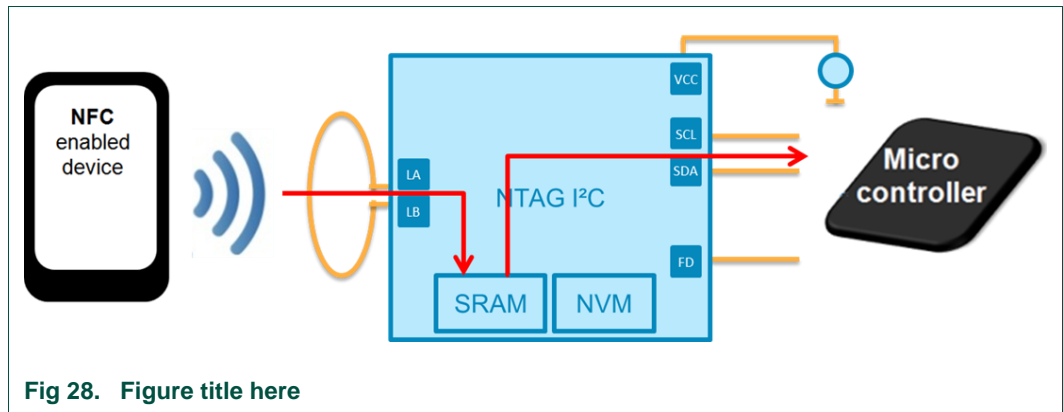 NFC
enabled
device
VCC
SCL
SDA
LA
LB
NTAG I²C
FD
SRAM
NVM
Micro
controller
Fig 28. Figure title here